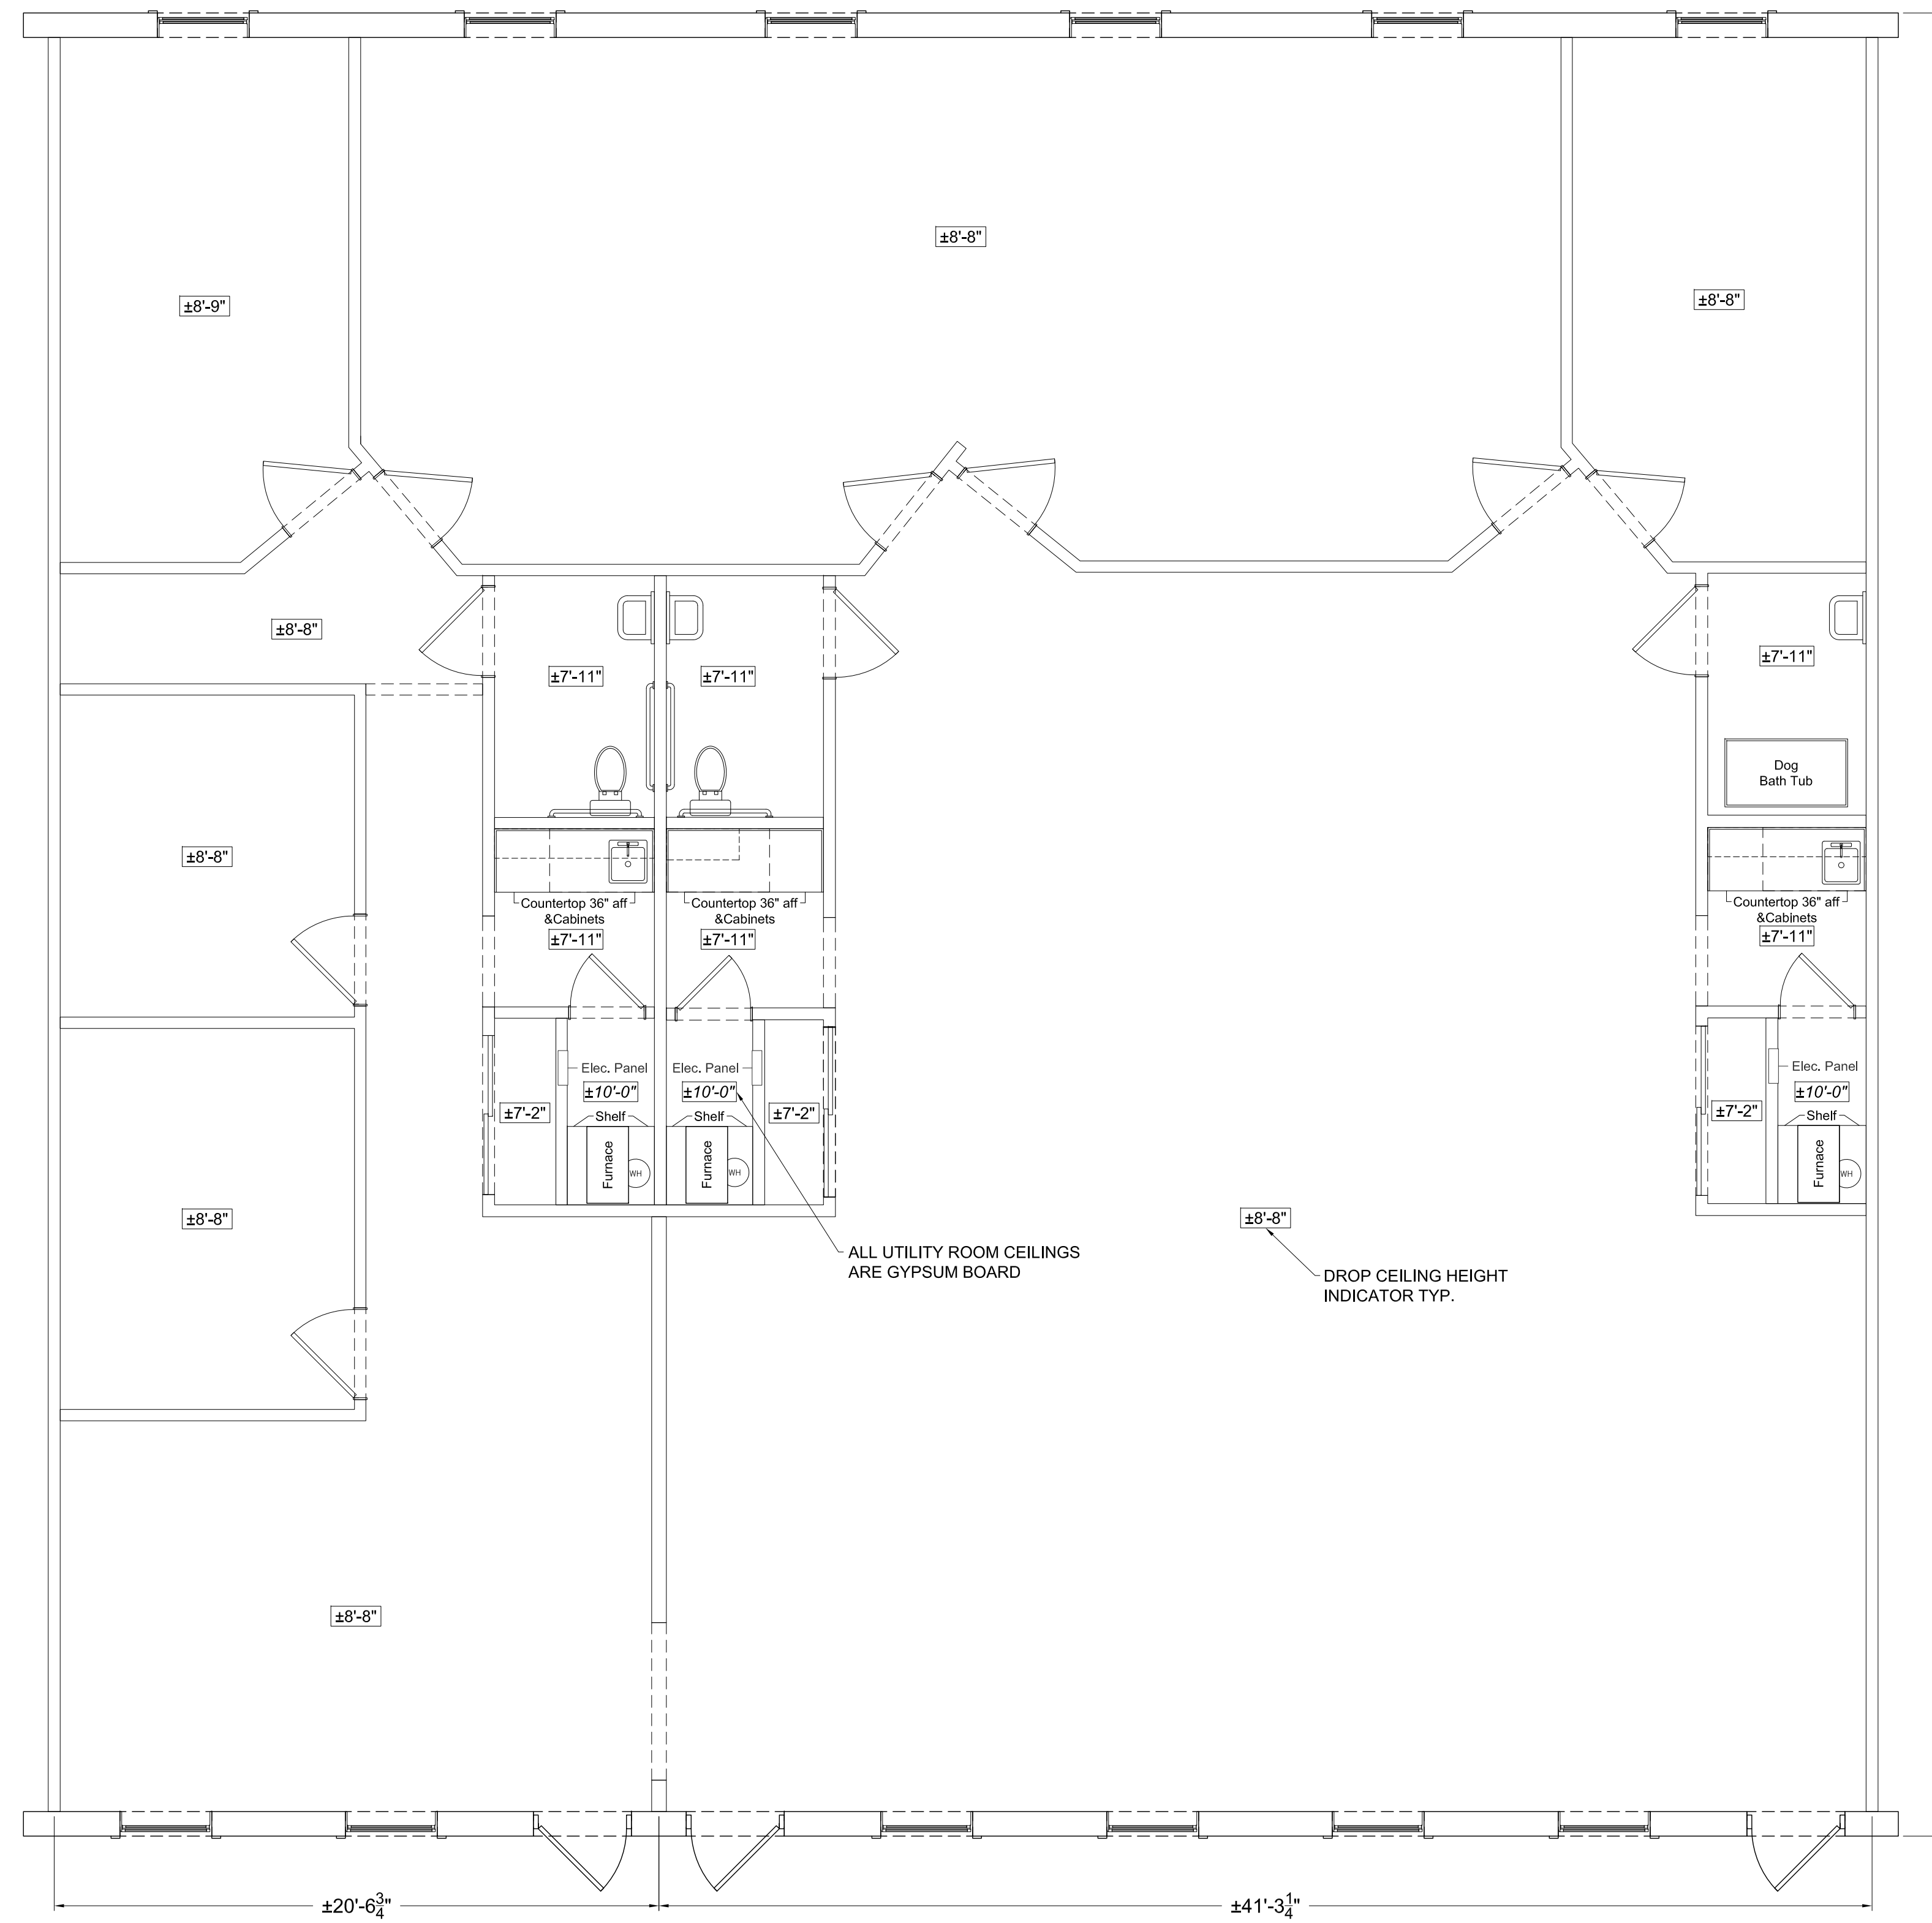 ±8'-8"
±8'-9"
±8'-8"
±8'-8"
±7'-11"
±7'-11"
±7'-11"
Dog
Bath Tub
±8'-8"
Countertop 36" aff
&Cabinets
±7'-11"
Countertop 36" aff
&Cabinets
±7'-11"
Countertop 36" aff
&Cabinets
±7'-11"
Elec. Panel
±10'-0"
Shelf
±7'-2"
Furnace
WH
Elec. Panel
±10'-0"
Shelf
±7'-2"
Furnace
WH
Elec. Panel
±10'-0"
Shelf
±7'-2"
Furnace
WH
±8'-8"
±8'-8"
ALL UTILITY ROOM CEILINGS
ARE GYPSUM BOARD
DROP CEILING HEIGHT
INDICATOR TYP.
±8'-8"
±20'-6 3/4"
±41'-3 1/4"